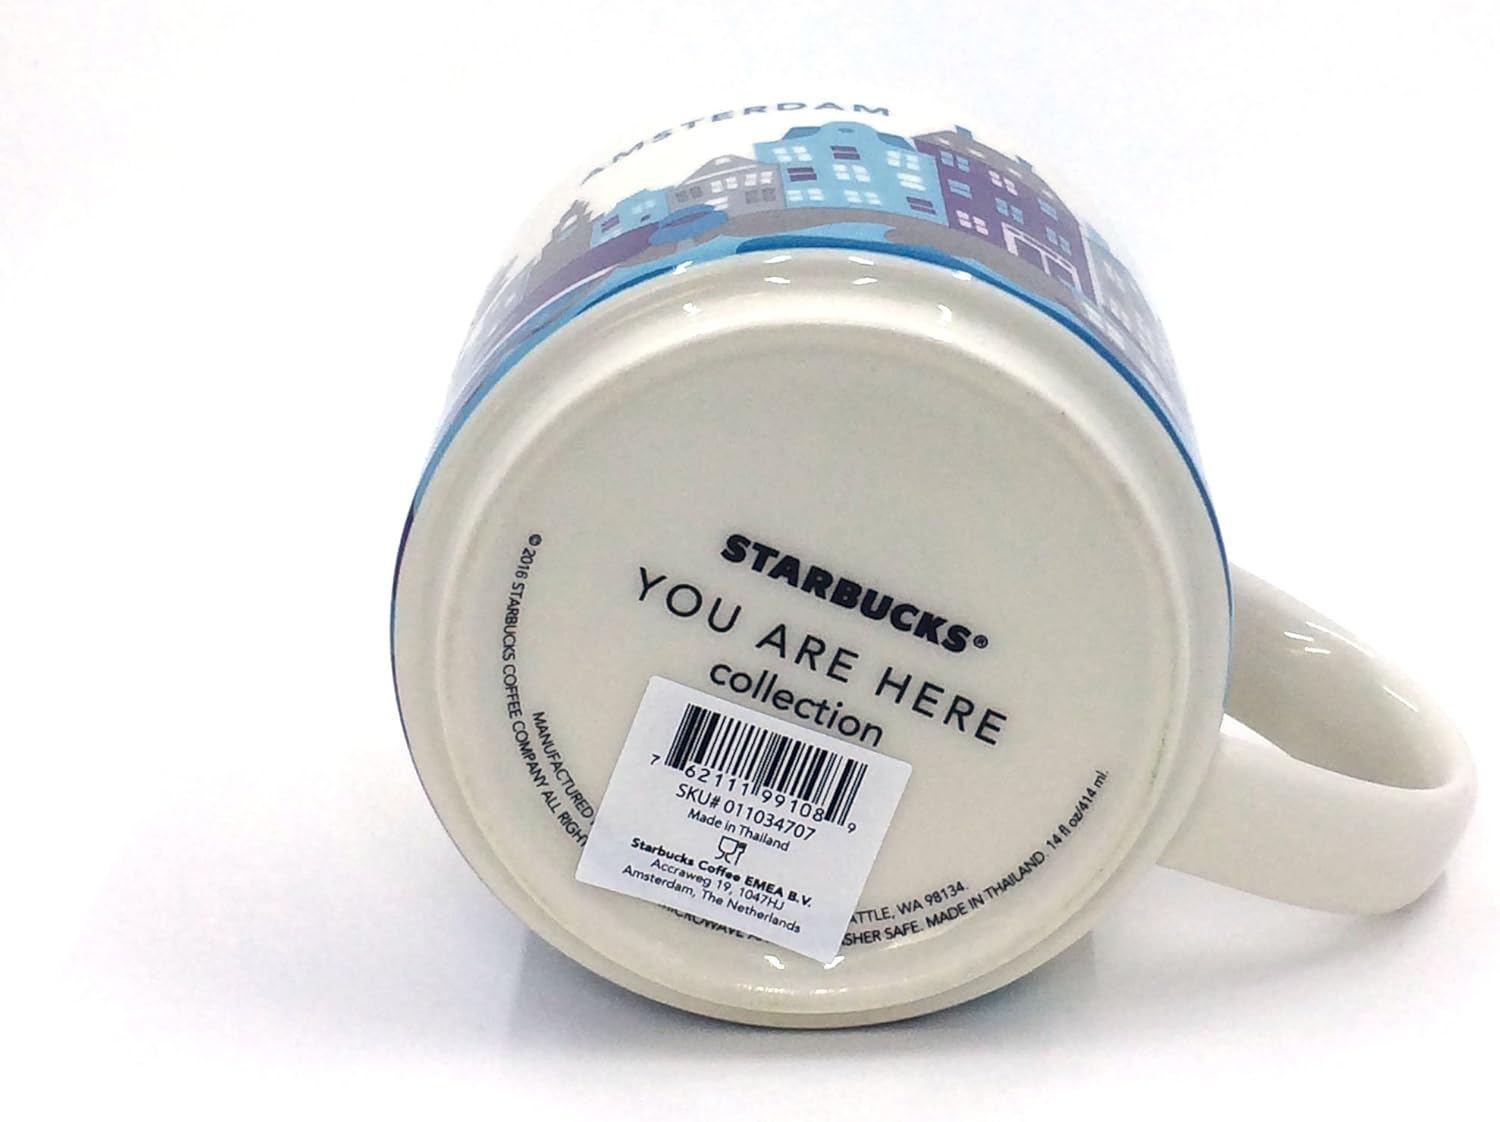 AMSTERDAM
STARBUCKS®
YOU ARE HERE
collection
7 62111 99108 9
SKU# 011034707
Made in Thailand
Starbucks Coffee EMEA B.V.
Accraweg 19, 1047HJ
Amsterdam, The Netherlands
© 2016 STARBUCKS COFFEE COMPANY ALL RIGHT
MANUFACTURED
ATTLE, WA 98134.
MICROWAVE
SHER SAFE. MADE IN THAILAND. 14 fl oz/414 ml.